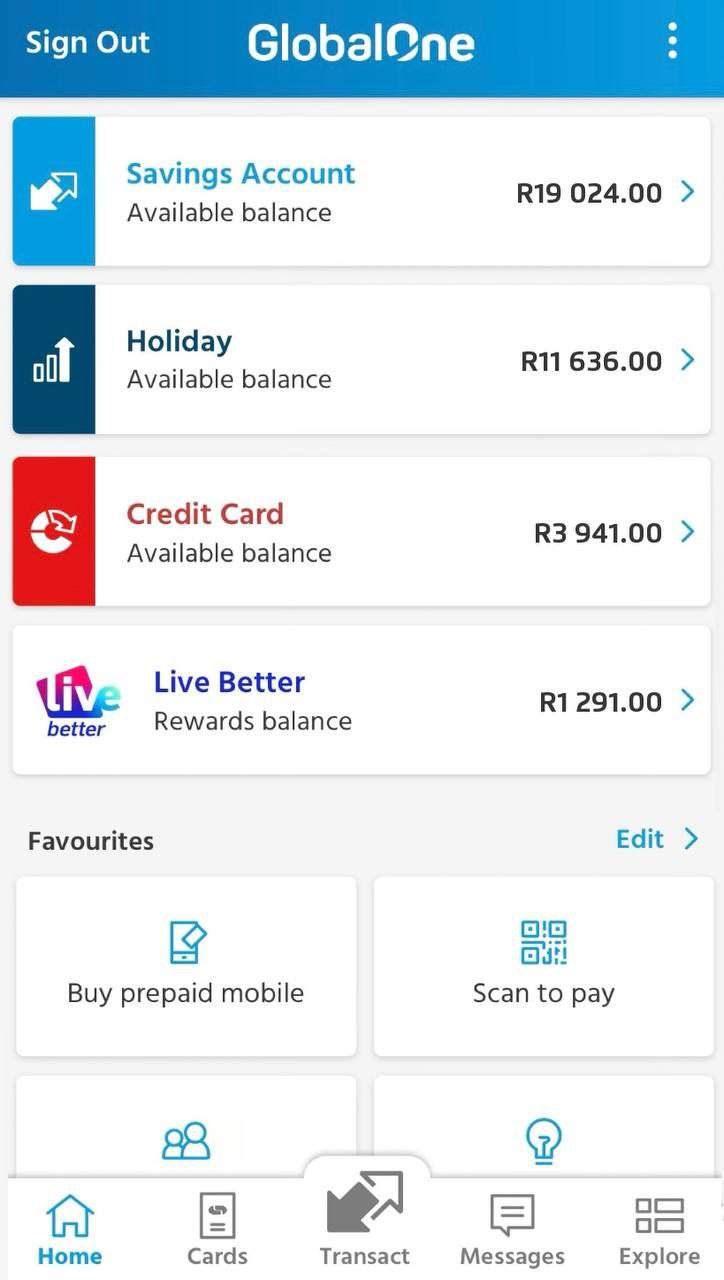 Sign Out
GlobalOne
Savings Account
Available balance
R19 024.00
Holiday
Available balance
R11 636.00
Credit Card
Available balance
R3 941.00
live
better
Live Better
Rewards balance
R1 291.00
Favourites
Edit
Buy prepaid mobile
Scan to pay
Home
Cards
Transact
Messages
Explore